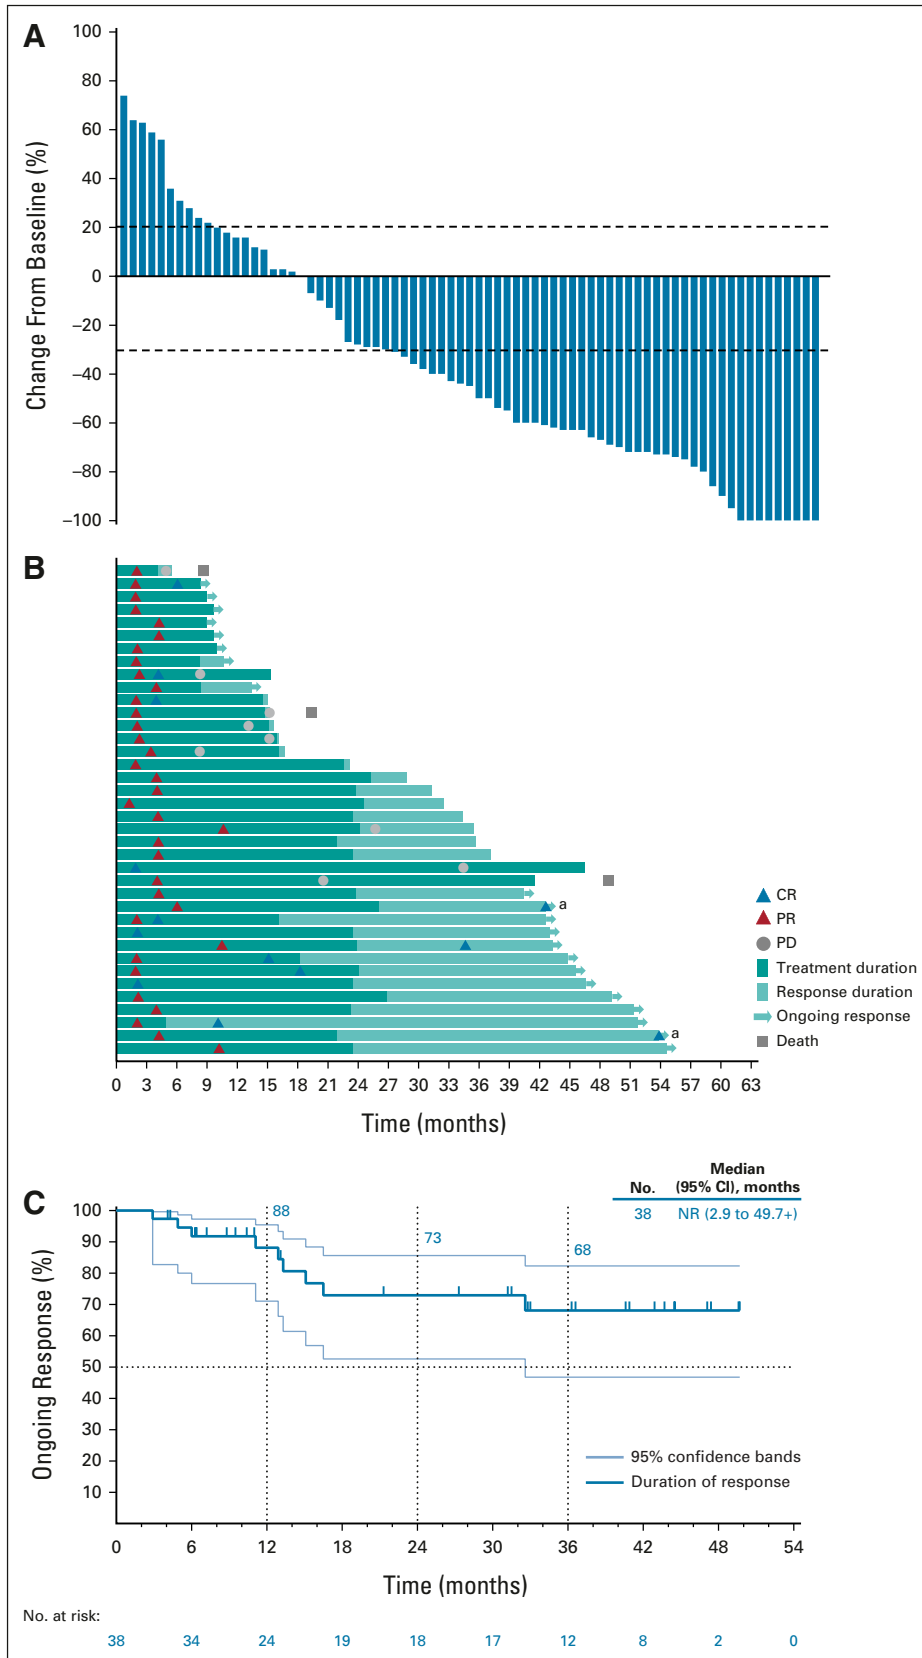 A
Change From Baseline (%)
100
80
60
40
20
0
–20
–40
–60
–80
–100
B
a
a
CR
PR
PD
Treatment duration
Response duration
Ongoing response
Death
0 3 6 9 12 15 18 21 24 27 30 33 36 39 42 45 48 51 54 57 60 63
Time (months)
C
Median
No. (95% CI), months
38 NR (2.9 to 49.7+)
Ongoing Response (%)
100
90
80
70
60
50
40
30
20
10
88
73
68
95% confidence bands
Duration of response
0 6 12 18 24 30 36 42 48 54
Time (months)
No. at risk:
38 34 24 19 18 17 12 8 2 0